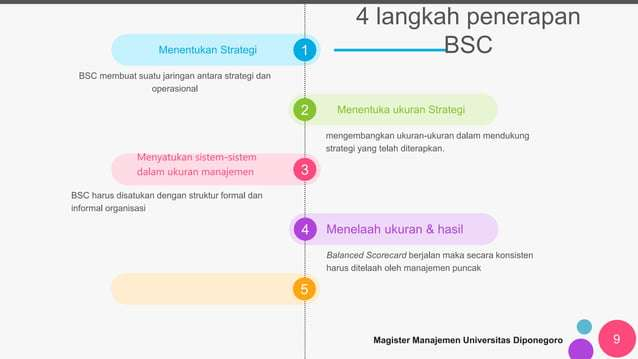 4 langkah penerapan
BSC
Menentukan Strategi
1
BSC membuat suatu jaringan antara strategi dan
operasional
2
Menentuka ukuran Strategi
mengembangkan ukuran-ukuran dalam mendukung
strategi yang telah diterapkan.
Menyatukan sistem-sistem
dalam ukuran manajemen
3
BSC harus disatukan dengan struktur formal dan
informal organisasi
4
Menelaah ukuran & hasil
Balanced Scorecard berjalan maka secara konsisten
harus ditelaah oleh manajemen puncak
5
Magister Manajemen Universitas Diponegoro
9